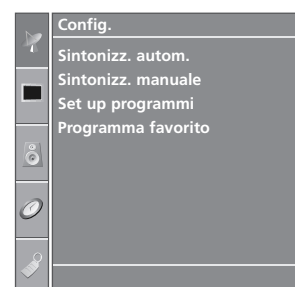 Config.
Sintonizz. autom.
Sintonizz. manuale
Set up programmi
Programma favorito